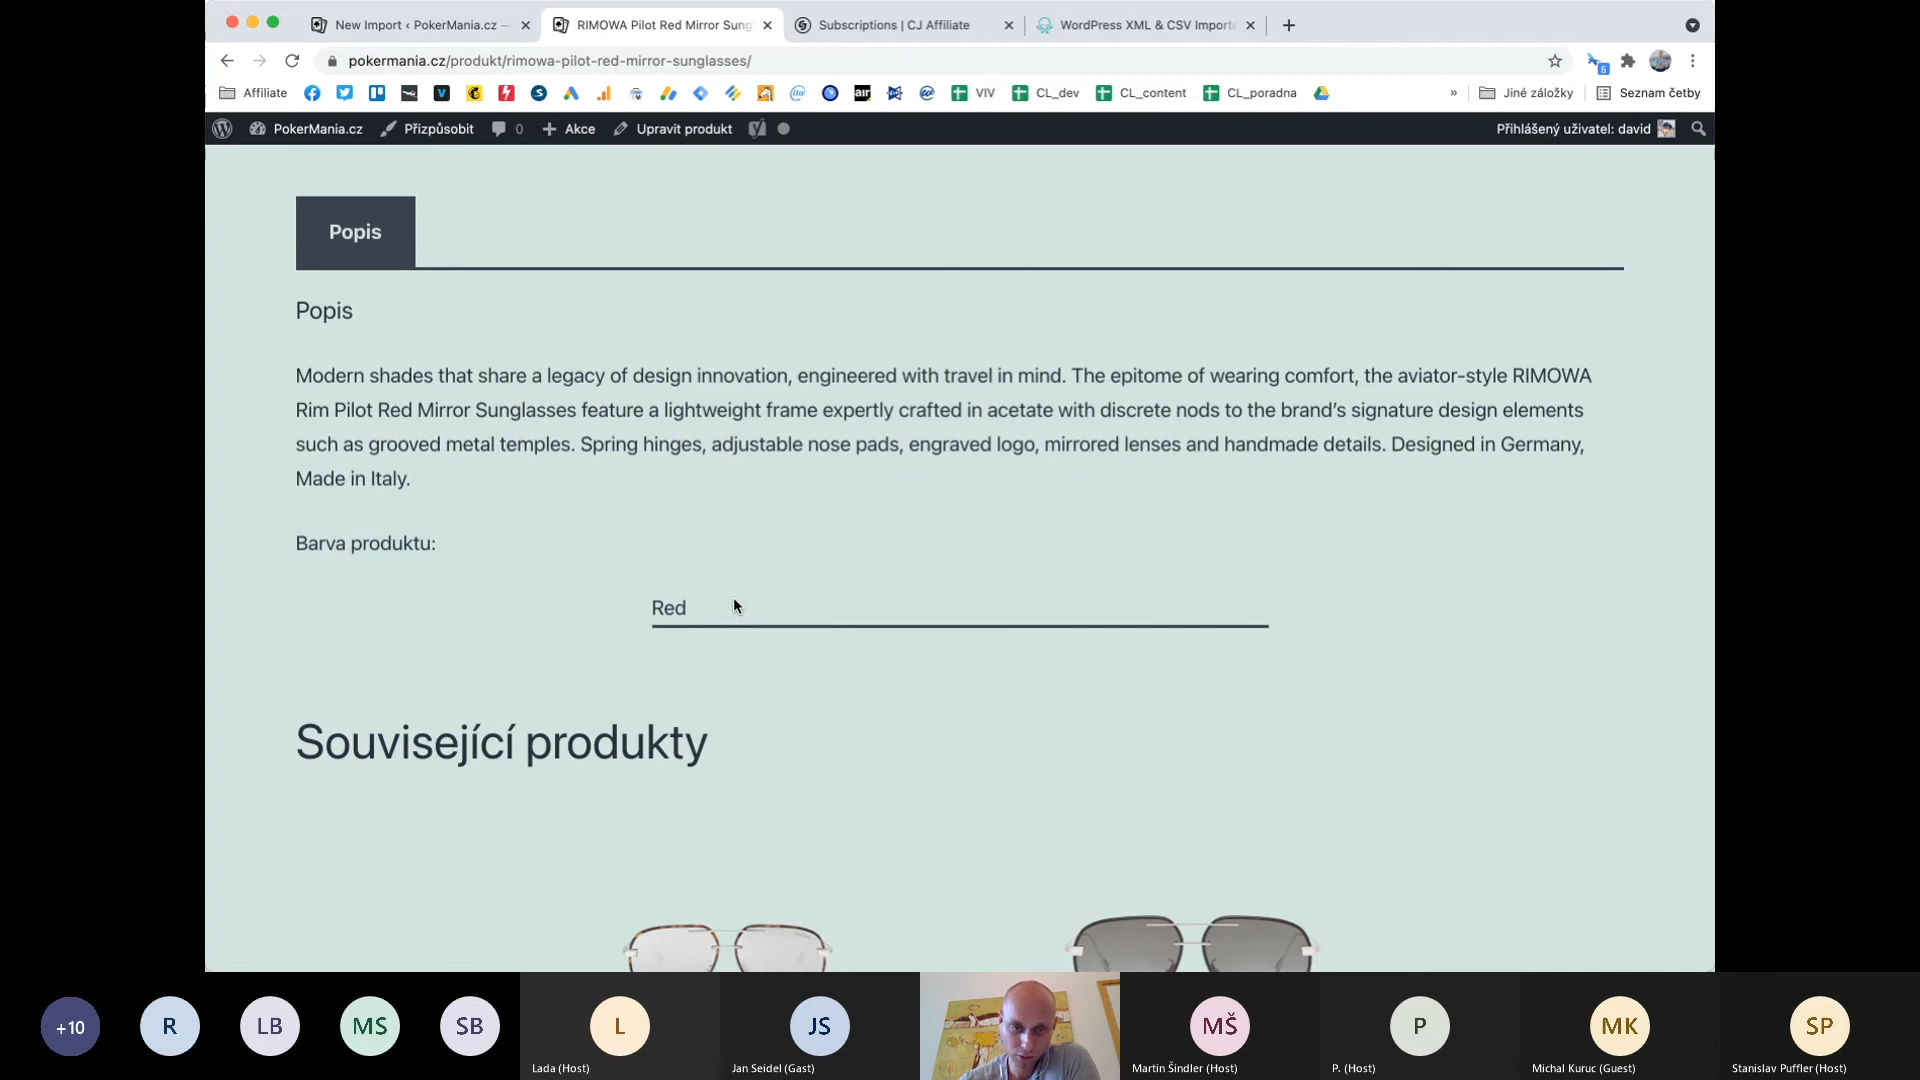 New Import ‹ PokerMania.cz —
RIMOWA Pilot Red Mirror Sung
Subscriptions | CJ Affiliate
WordPress XML & CSV Importe
pokermania.cz/produkt/rimowa-pilot-red-mirror-sunglasses/
Affiliate
VIV
CL_dev
CL_content
CL_poradna
»
Jiné záložky
Seznam četby
5
PokerMania.cz
Přizpůsobit
0
Akce
Upravit produkt
Přihlášený uživatel: david
Popis
Popis
Modern shades that share a legacy of design innovation, engineered with travel in mind. The epitome of wearing comfort, the aviator-style RIMOWA
Rim Pilot Red Mirror Sunglasses feature a lightweight frame expertly crafted in acetate with discrete nods to the brand’s signature design elements
such as grooved metal temples. Spring hinges, adjustable nose pads, engraved logo, mirrored lenses and handmade details. Designed in Germany,
Made in Italy.
Barva produktu:
Red
Související produkty
+10
R
LB
MS
SB
L
JS
MŠ
P
MK
SP
Lada (Host)
Jan Seidel (Gast)
Martin Šindler (Host)
P. (Host)
Michal Kuruc (Guest)
Stanislav Puffler (Host)